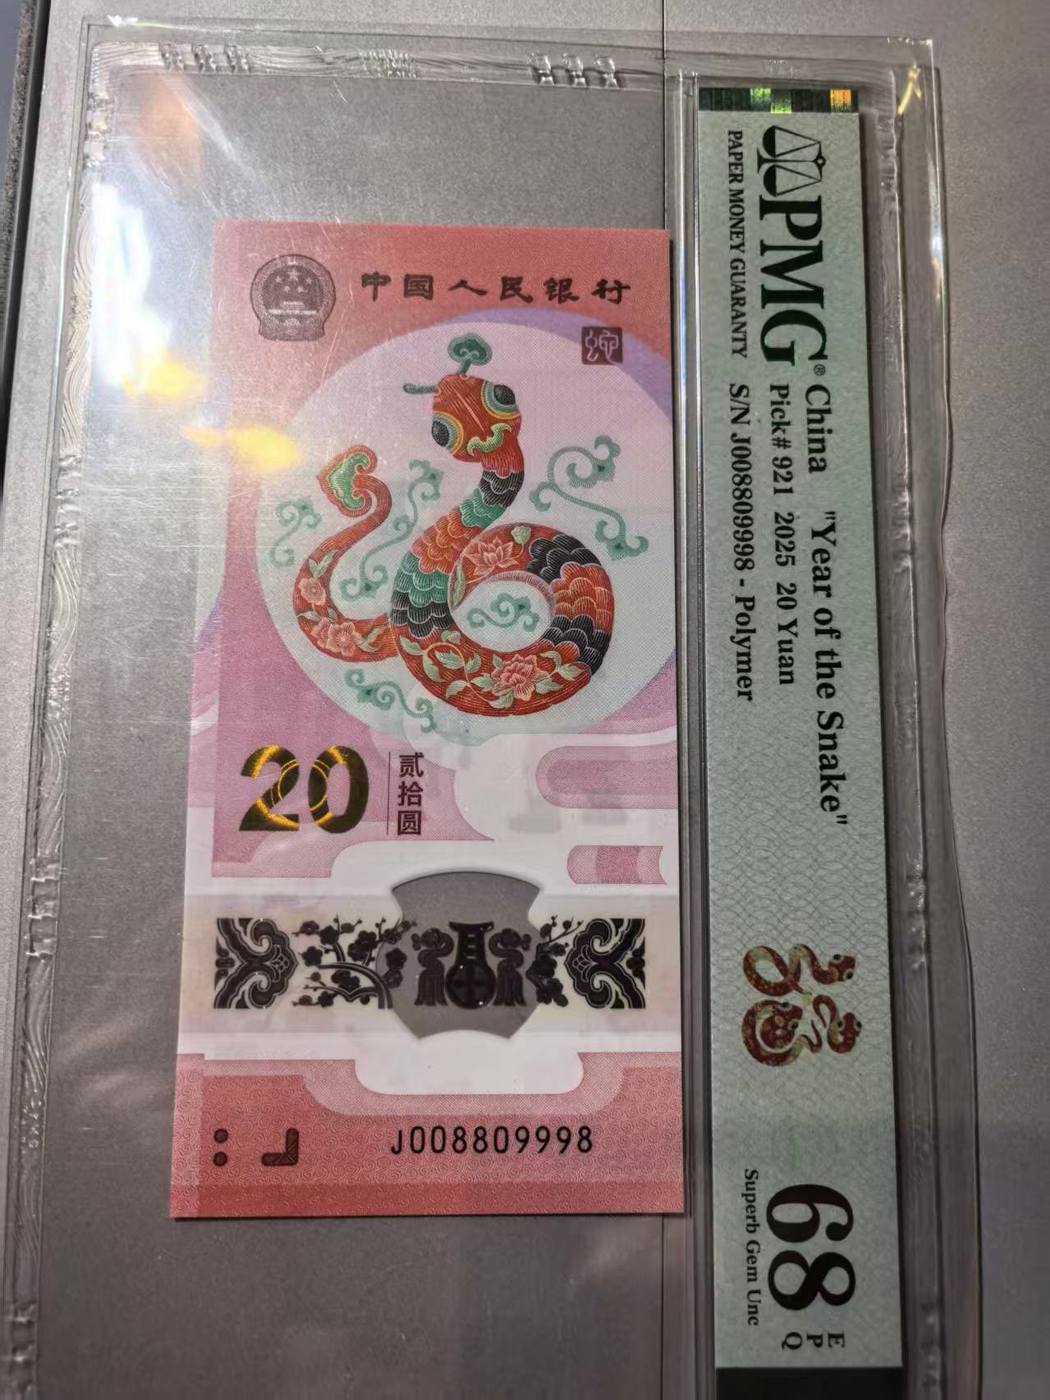 中国人民银行
蛇
20
贰拾圆
J008809998
PMG®
PAPER MONEY GUARANTY
China "Year of the Snake"
Pick# 921 2025 20 Yuan
S/N J008809998 - Polymer
68 EPQ
Superb Gem Unc